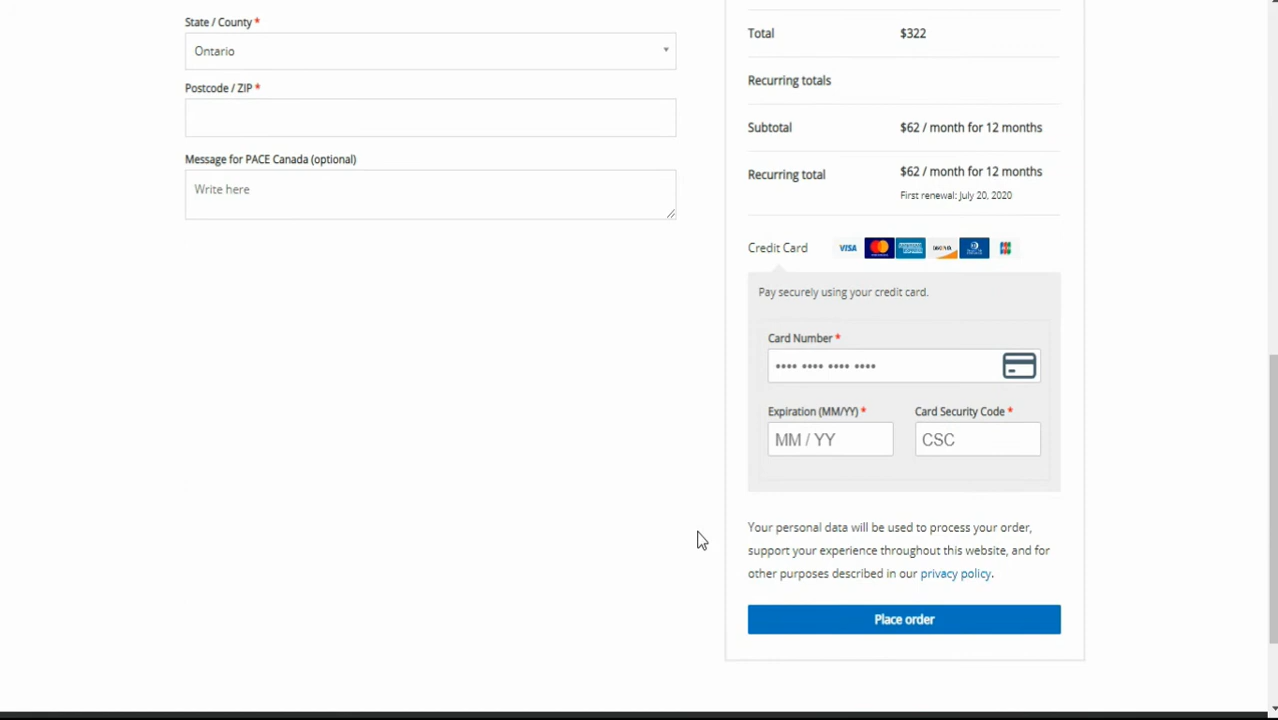 State / County *
Ontario
Postcode / ZIP *
Message for PACE Canada (optional)
Write here
Total $322
Recurring totals
Subtotal $62 / month for 12 months
Recurring total $62 / month for 12 months
First renewal: July 20, 2020
Credit Card VISA
Pay securely using your credit card.
Card Number *
•••• •••• •••• ••••
Expiration (MM/YY) * Card Security Code *
MM / YY CSC
Your personal data will be used to process your order,
support your experience throughout this website, and for
other purposes described in our privacy policy.
Place order